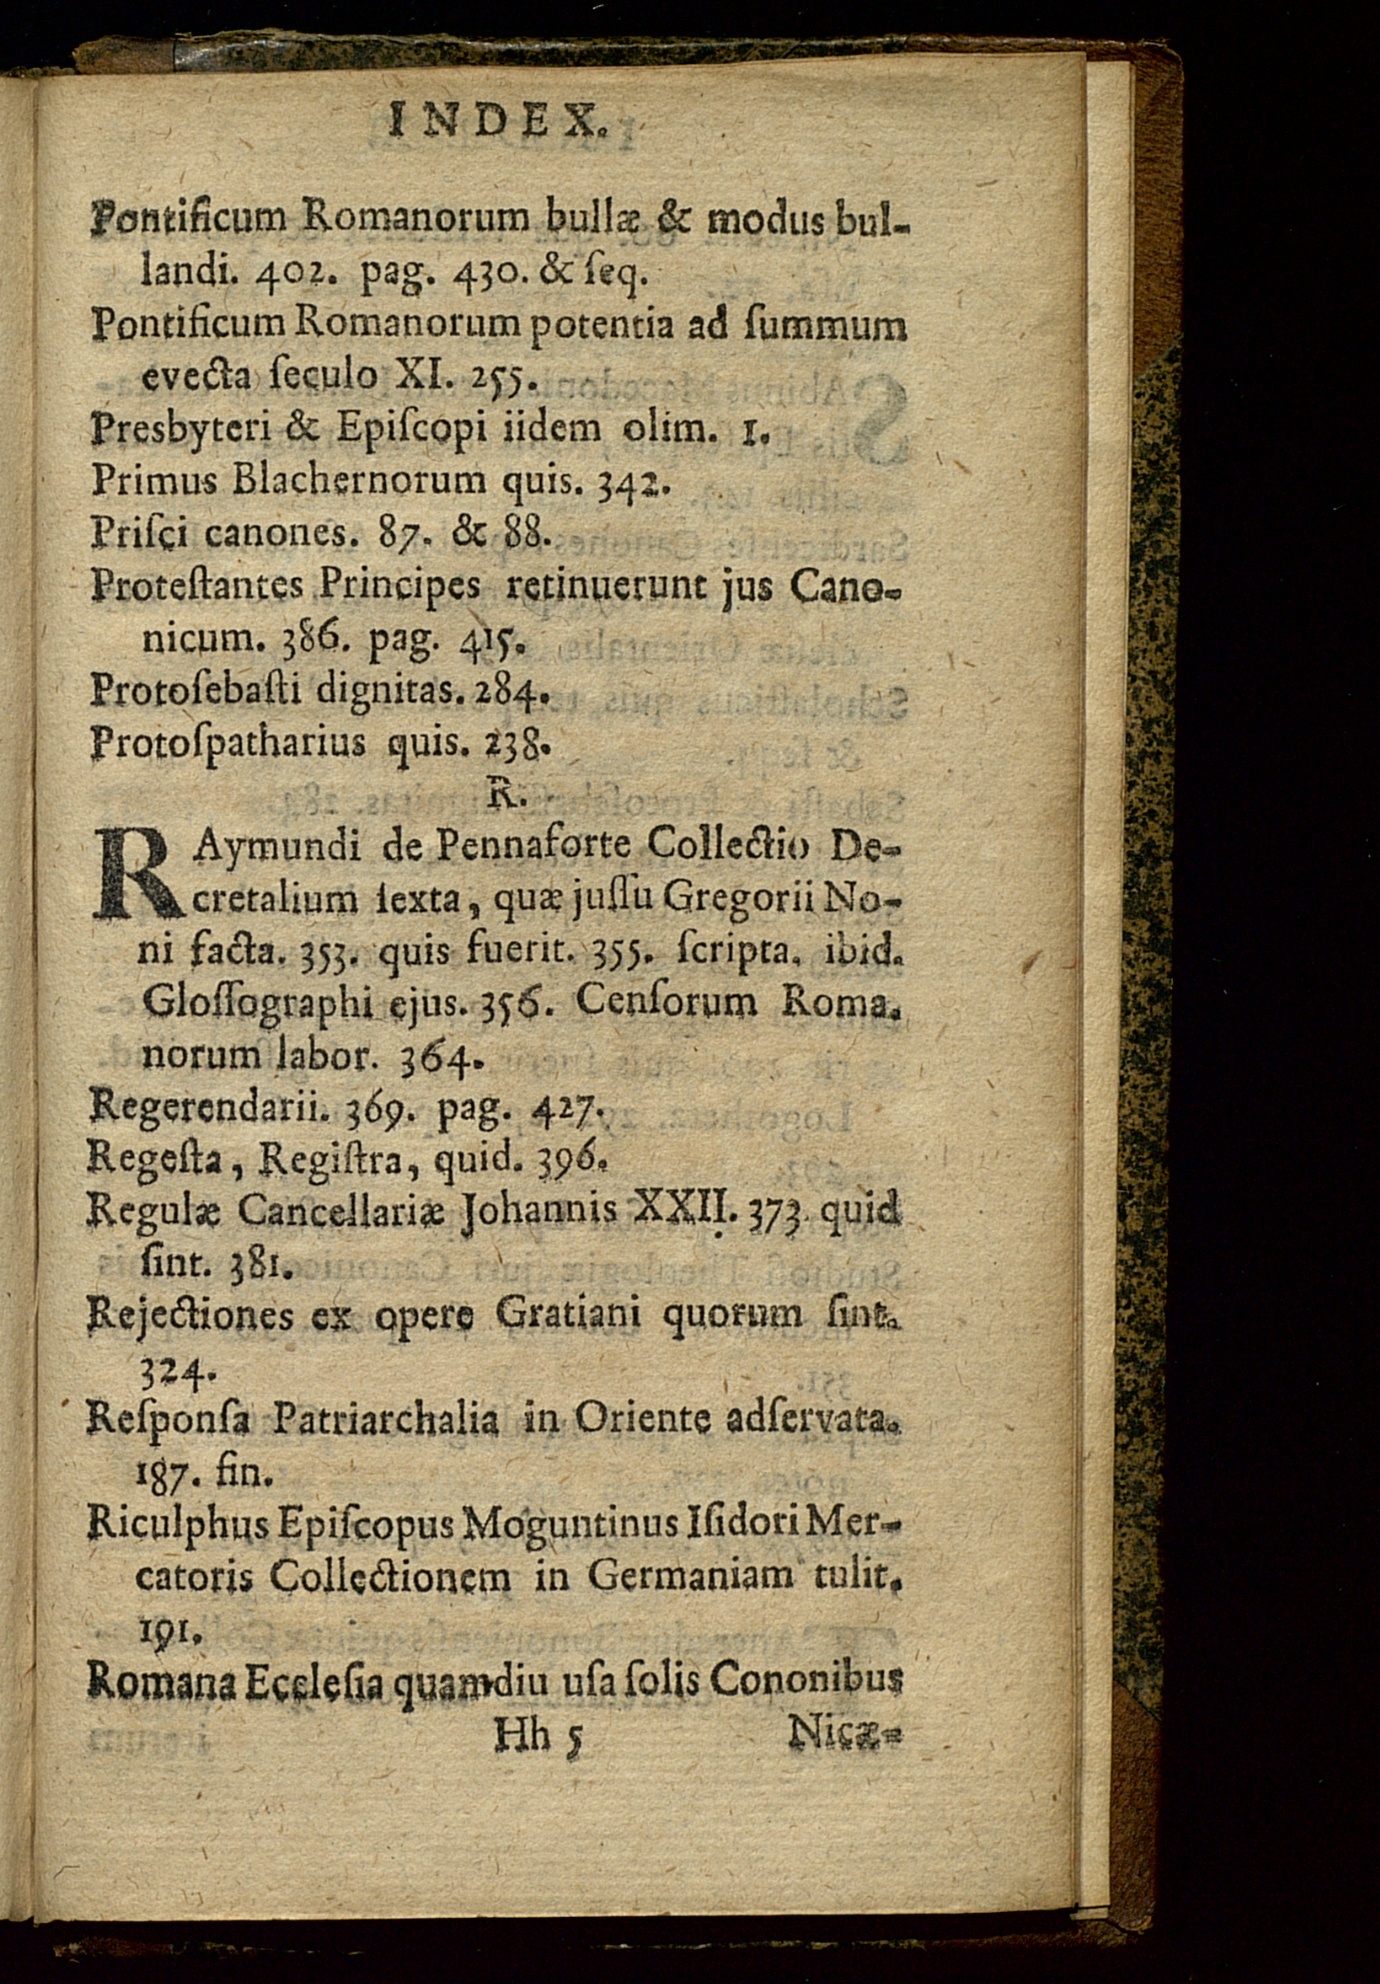 INDEX.
Pontificum Romanorum bullæ & modus bul-
landi. 402. pag. 430. & ſeq.
Pontificum Romanorum potentia ad ſummum
evecta ſeculo XI. 255.
Presbyteri & Epiſcopi iidem olim. 1.
Primus Blachernorum quis. 342.
Priſci canones. 87. & 88.
Proteſtantes Principes retinuerunt jus Cano-
nicum. 386. pag. 415.
Protoſebaſti dignitas. 284.
Protoſpatharius quis. 238.
R.
RAymundi de Pennaforte Collectio De-
cretalium ſexta, quæ juſſu Gregorii No-
ni facta. 353. quis fuerit. 355. ſcripta. ibid.
Gloſſographi ejus. 356. Cenſorum Roma.
norum labor. 364.
Regerendarii. 369. pag. 427.
Regeſta, Regiſtra, quid. 396.
Regulæ Cancellariæ Johannis XXII. 373. quid
ſint. 381.
Rejectiones ex opere Gratiani quorum ſint.
324.
Reſponſa Patriarchalia in Oriente adſervata.
187. fin.
Riculphus Epiſcopus Moguntinus Iſidori Mer-
catoris Collectionem in Germaniam tulit.
191.
Romana Eccleſia quamdiu uſa ſolis Cononibus
Hh 5 Nicæ-